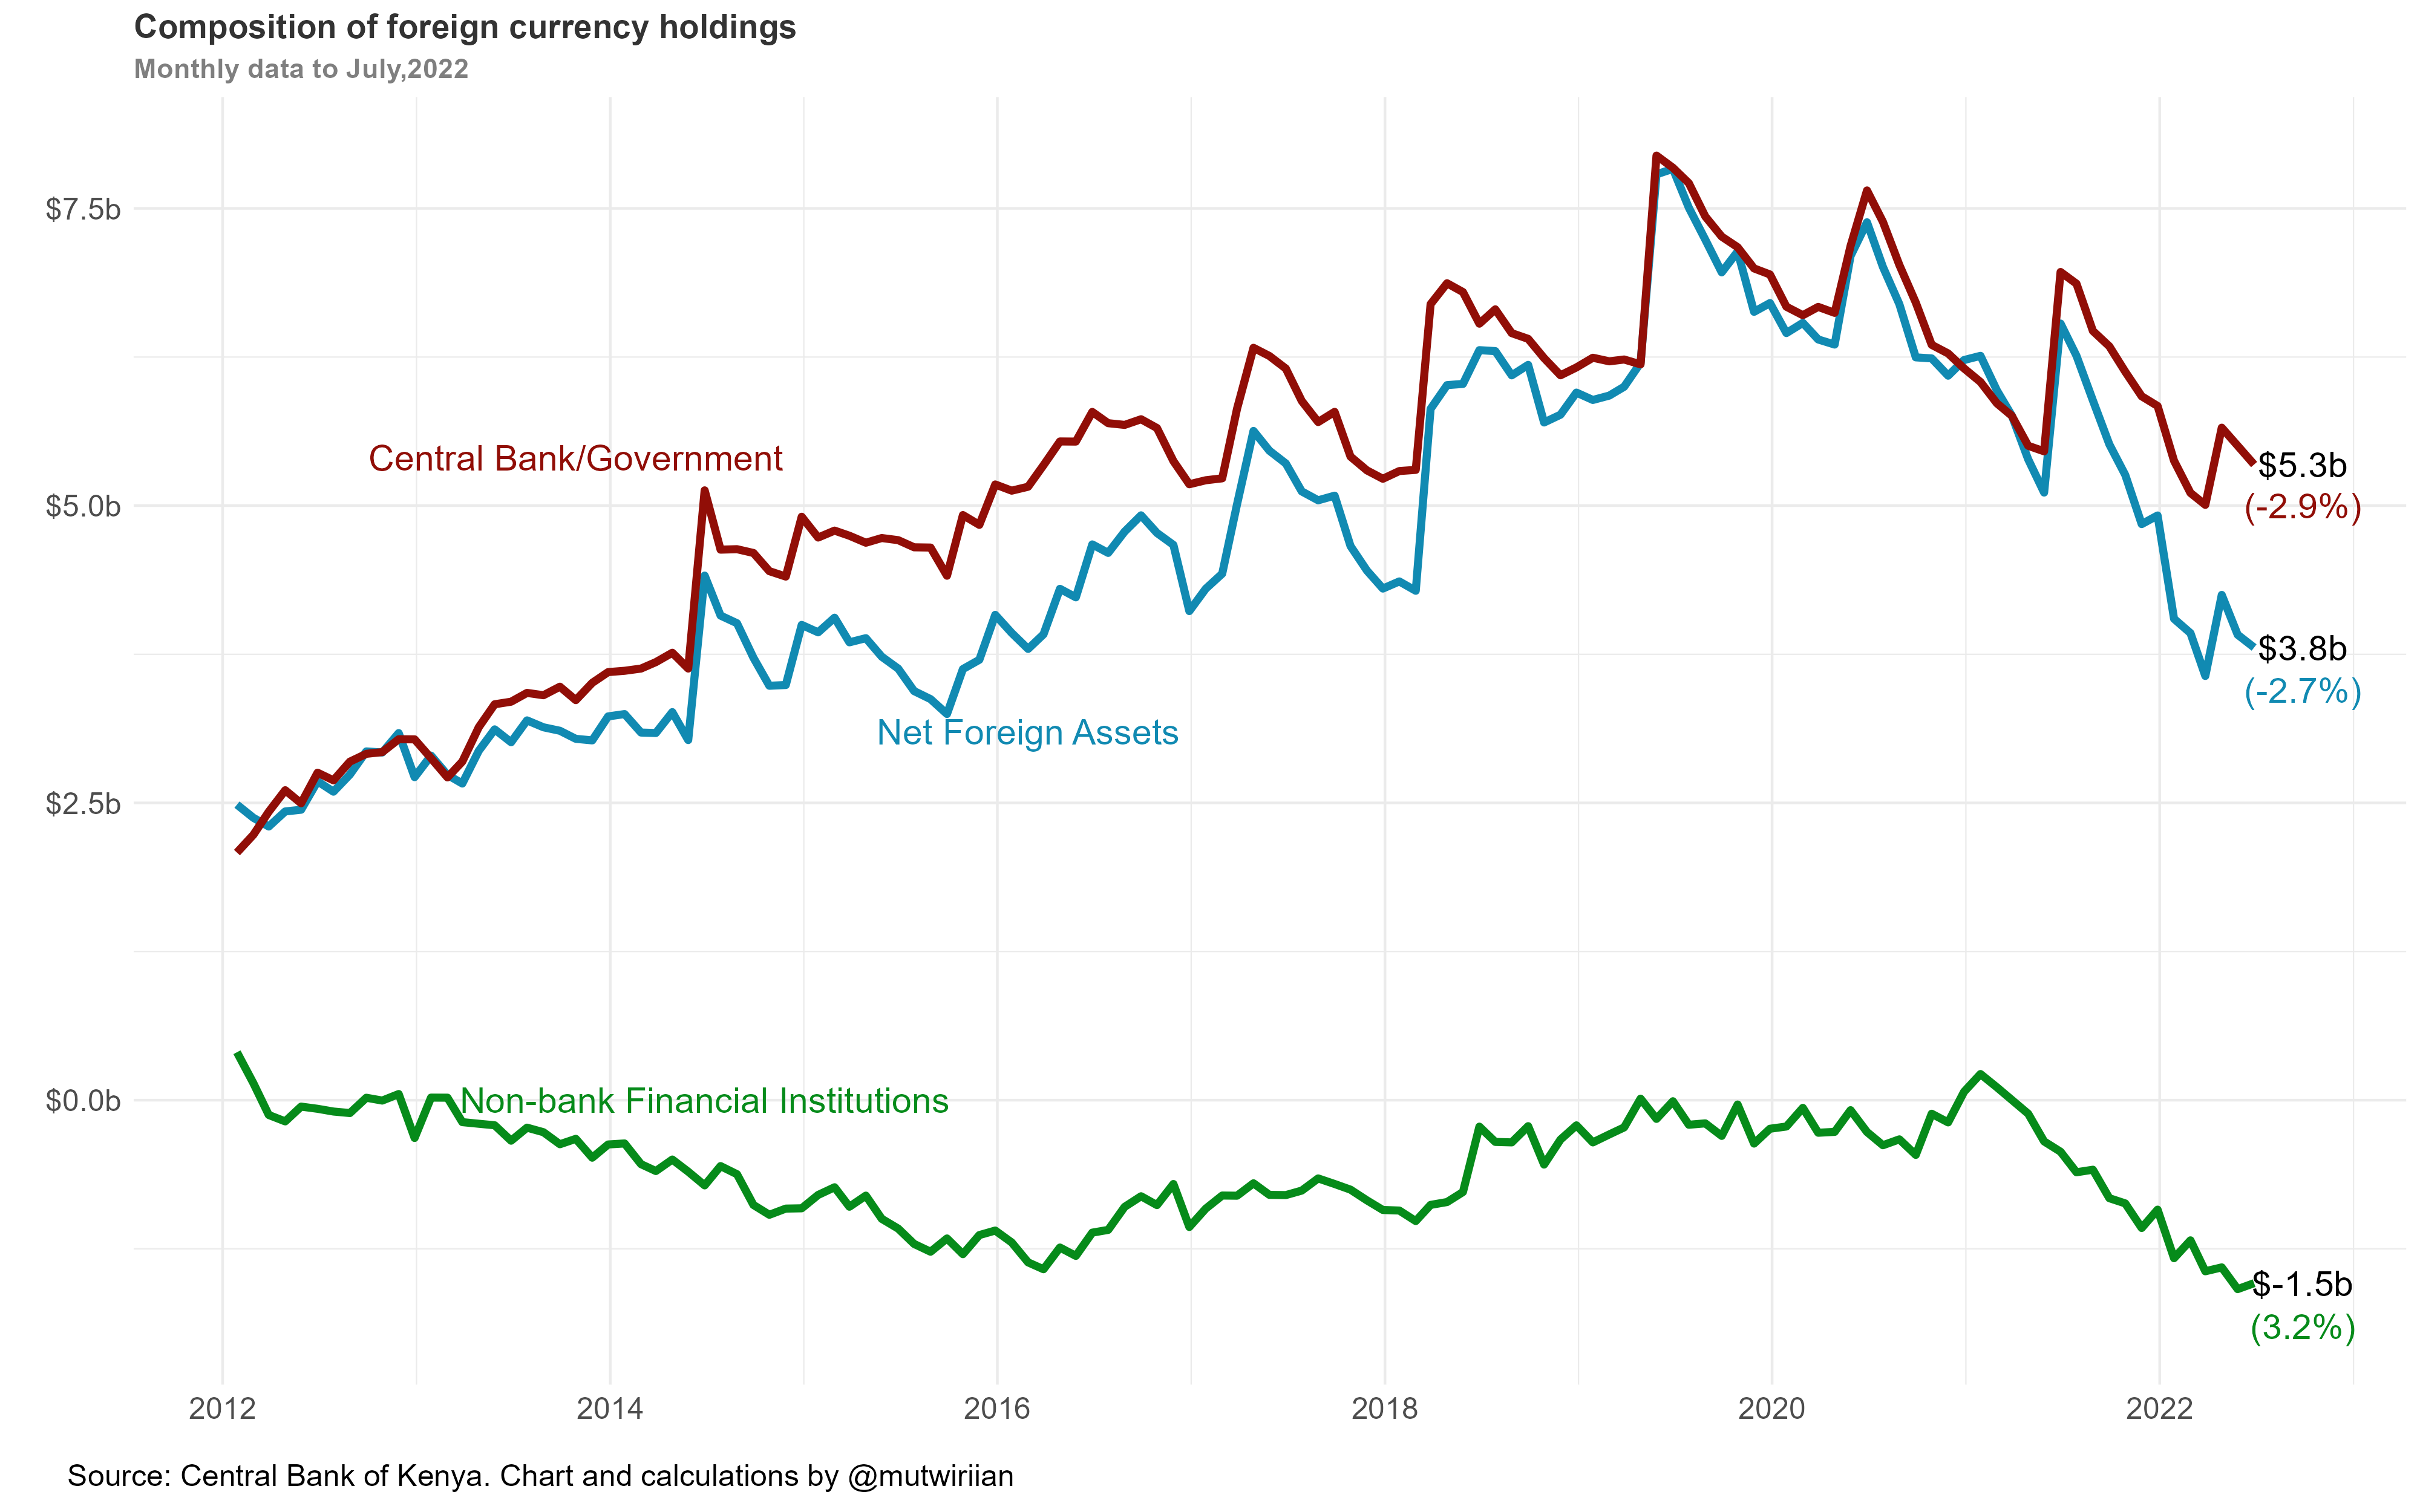 Composition of foreign currency holdings
Monthly data to July,2022
$7.5b
Central Bank/Government
$5.3b
$5.0b
(-2.9%)
$3.8b
(-2.7%)
Net Foreign Assets
$2.5b
$0.0b
Non-bank Financial Institutions
$-1.5b
(3.2%)
2012 2014 2016 2018 2020 2022
Source: Central Bank of Kenya. Chart and calculations by @mutwiriian